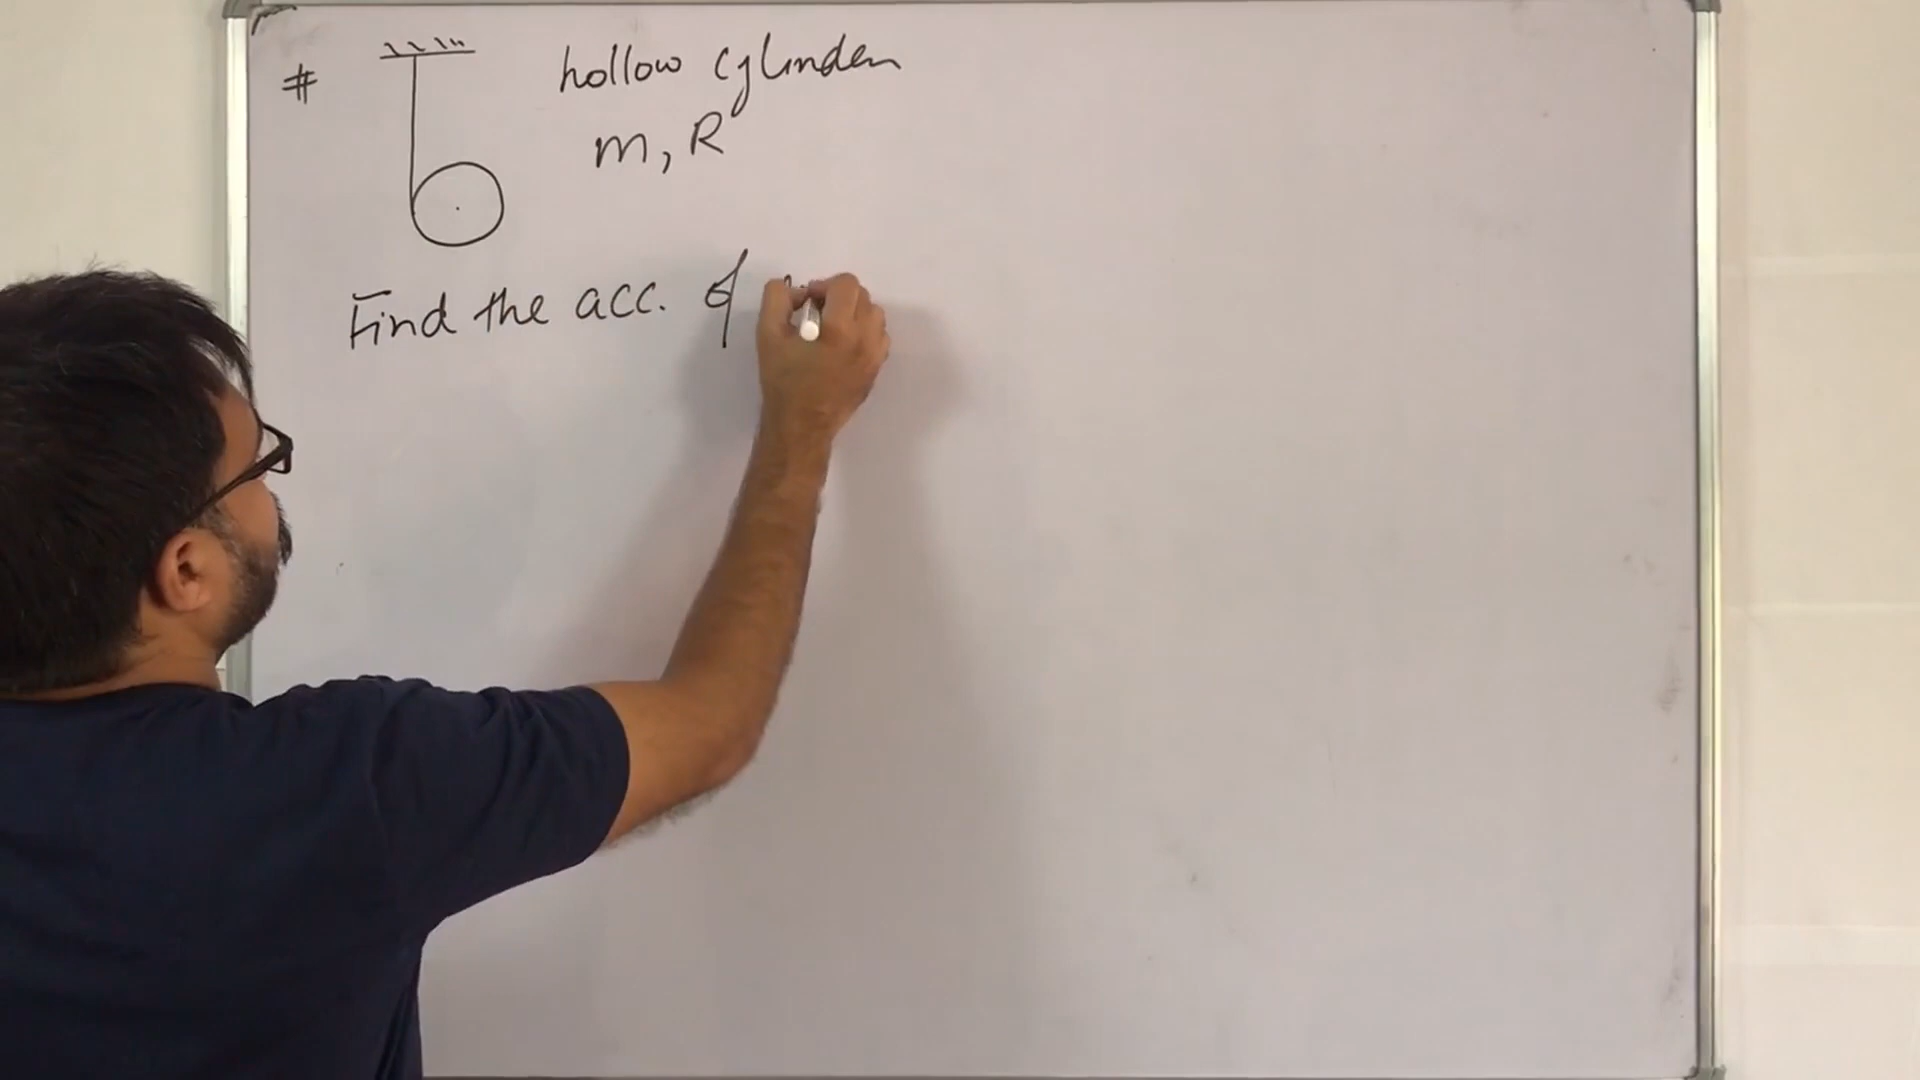 # hollow cylinder
m, R
Find the acc. of